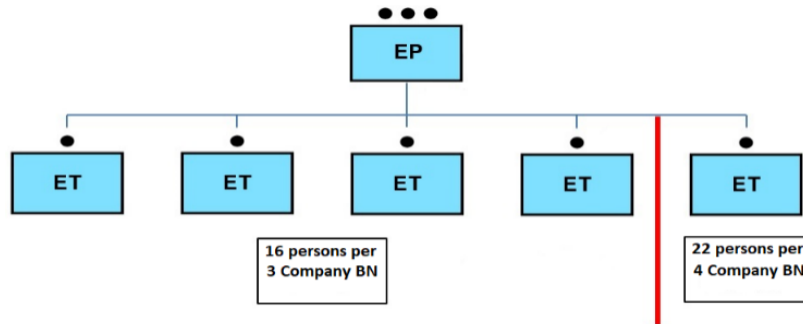 EP
ET
ET
ET
ET
ET
16 persons per
3 Company BN
22 persons per
4 Company BN